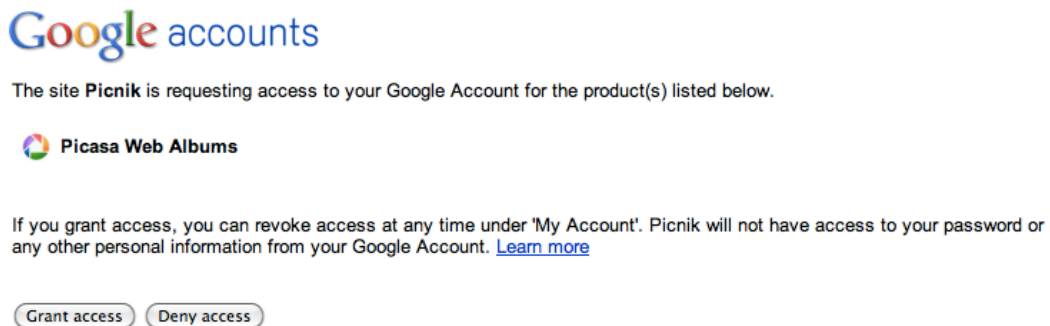 Google accounts
The site Picnik is requesting access to your Google Account for the product(s) listed below.
Picasa Web Albums
If you grant access, you can revoke access at any time under 'My Account'. Picnik will not have access to your password or
any other personal information from your Google Account. Learn more
Grant access Deny access